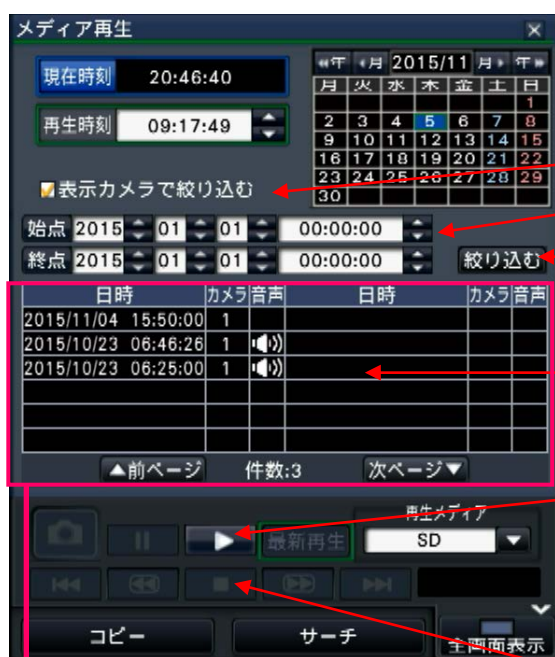 メディア再生
現在時刻 20:46:40
再生時刻 09:17:49
年 月 2015/11 月 年
月 火 水 木 金 土 日
1
2 3 4 5 6 7 8
9 10 11 12 13 14 15
16 17 18 19 20 21 22
23 24 25 26 27 28 29
30
表示カメラで絞り込む
始点 2015 01 01 00:00:00
終点 2015 01 01 00:00:00 絞り込む
日時 カメラ 音声 日時 カメラ 音声
2015/11/04 15:50:00 1
2015/10/23 06:46:26 1
2015/10/23 06:25:00 1
▲前ページ 件数:3 次ページ▼
再生メディア
最新再生 SD
コピー サーチ 全画面表示